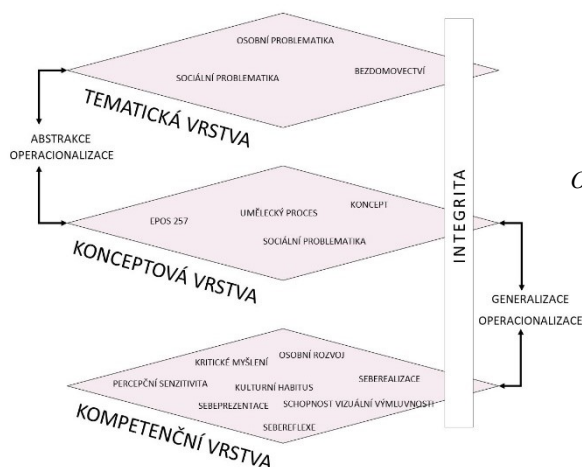 OSOBNÍ PROBLEMATIKA
SOCIÁLNÍ PROBLEMATIKA
BEZDOMOVECTVÍ
TEMATICKÁ VRSTVA
ABSTRAKCE
OPERACIONALIZACE
EPOS 257
UMĚLECKÝ PROCES
KONCEPT
SOCIÁLNÍ PROBLEMATIKA
KONCEPTOVÁ VRSTVA
INTEGRITA
GENERALIZACE
OPERACIONALIZACE
KRITICKÉ MYŠLENÍ
OSOBNÍ ROZVOJ
PERCEPČNÍ SENZITIVITA
KULTURNÍ HABITUS
SEBEREALIZACE
SEBEPREZENTACE
SCHOPNOST VIZUÁLNÍ VÝMLUVNOSTI
SEBEREFLEXE
KOMPETENČNÍ VRSTVA